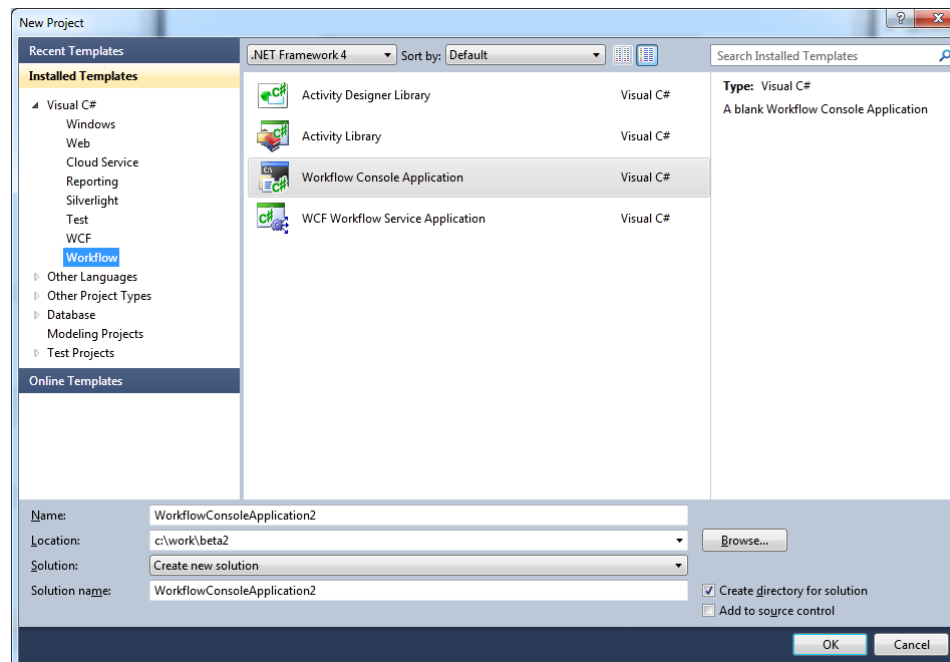 New Project
Recent Templates
Installed Templates
Visual C#
Windows
Web
Cloud Service
Reporting
Silverlight
Test
WCF
Workflow
Other Languages
Other Project Types
Database
Modeling Projects
Test Projects
Online Templates
.NET Framework 4 Sort by: Default
Activity Designer Library Visual C#
Activity Library Visual C#
Workflow Console Application Visual C#
WCF Workflow Service Application Visual C#
Search Installed Templates
Type: Visual C#
A blank Workflow Console Application
Name: WorkflowConsoleApplication2
Location: c:\work\beta2 Browse...
Solution: Create new solution
Solution name: WorkflowConsoleApplication2
Create directory for solution
Add to source control
OK Cancel